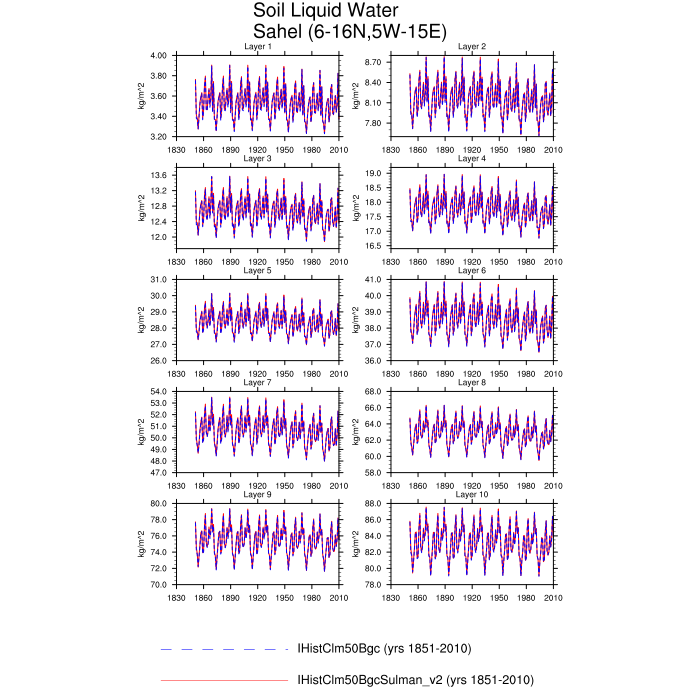 Soil Liquid Water
Sahel (6-16N,5W-15E)
Layer 1
4.00
3.80
3.60
3.40
3.20
kg/m^2
1830 1860 1890 1920 1950 1980 2010
Layer 2
8.70
8.40
8.10
7.80
kg/m^2
1830 1860 1890 1920 1950 1980 2010
Layer 3
13.6
13.2
12.8
12.4
12.0
kg/m^2
1830 1860 1890 1920 1950 1980 2010
Layer 4
19.0
18.5
18.0
17.5
17.0
16.5
kg/m^2
1830 1860 1890 1920 1950 1980 2010
Layer 5
31.0
30.0
29.0
28.0
27.0
26.0
kg/m^2
1830 1860 1890 1920 1950 1980 2010
Layer 6
41.0
40.0
39.0
38.0
37.0
36.0
kg/m^2
1830 1860 1890 1920 1950 1980 2010
Layer 7
54.0
53.0
52.0
51.0
50.0
49.0
48.0
47.0
kg/m^2
1830 1860 1890 1920 1950 1980 2010
Layer 8
68.0
66.0
64.0
62.0
60.0
58.0
kg/m^2
1830 1860 1890 1920 1950 1980 2010
Layer 9
80.0
78.0
76.0
74.0
72.0
70.0
kg/m^2
1830 1860 1890 1920 1950 1980 2010
Layer 10
88.0
86.0
84.0
82.0
80.0
78.0
kg/m^2
1830 1860 1890 1920 1950 1980 2010
IHistClm50Bgc (yrs 1851-2010)
IHistClm50BgcSulman_v2 (yrs 1851-2010)